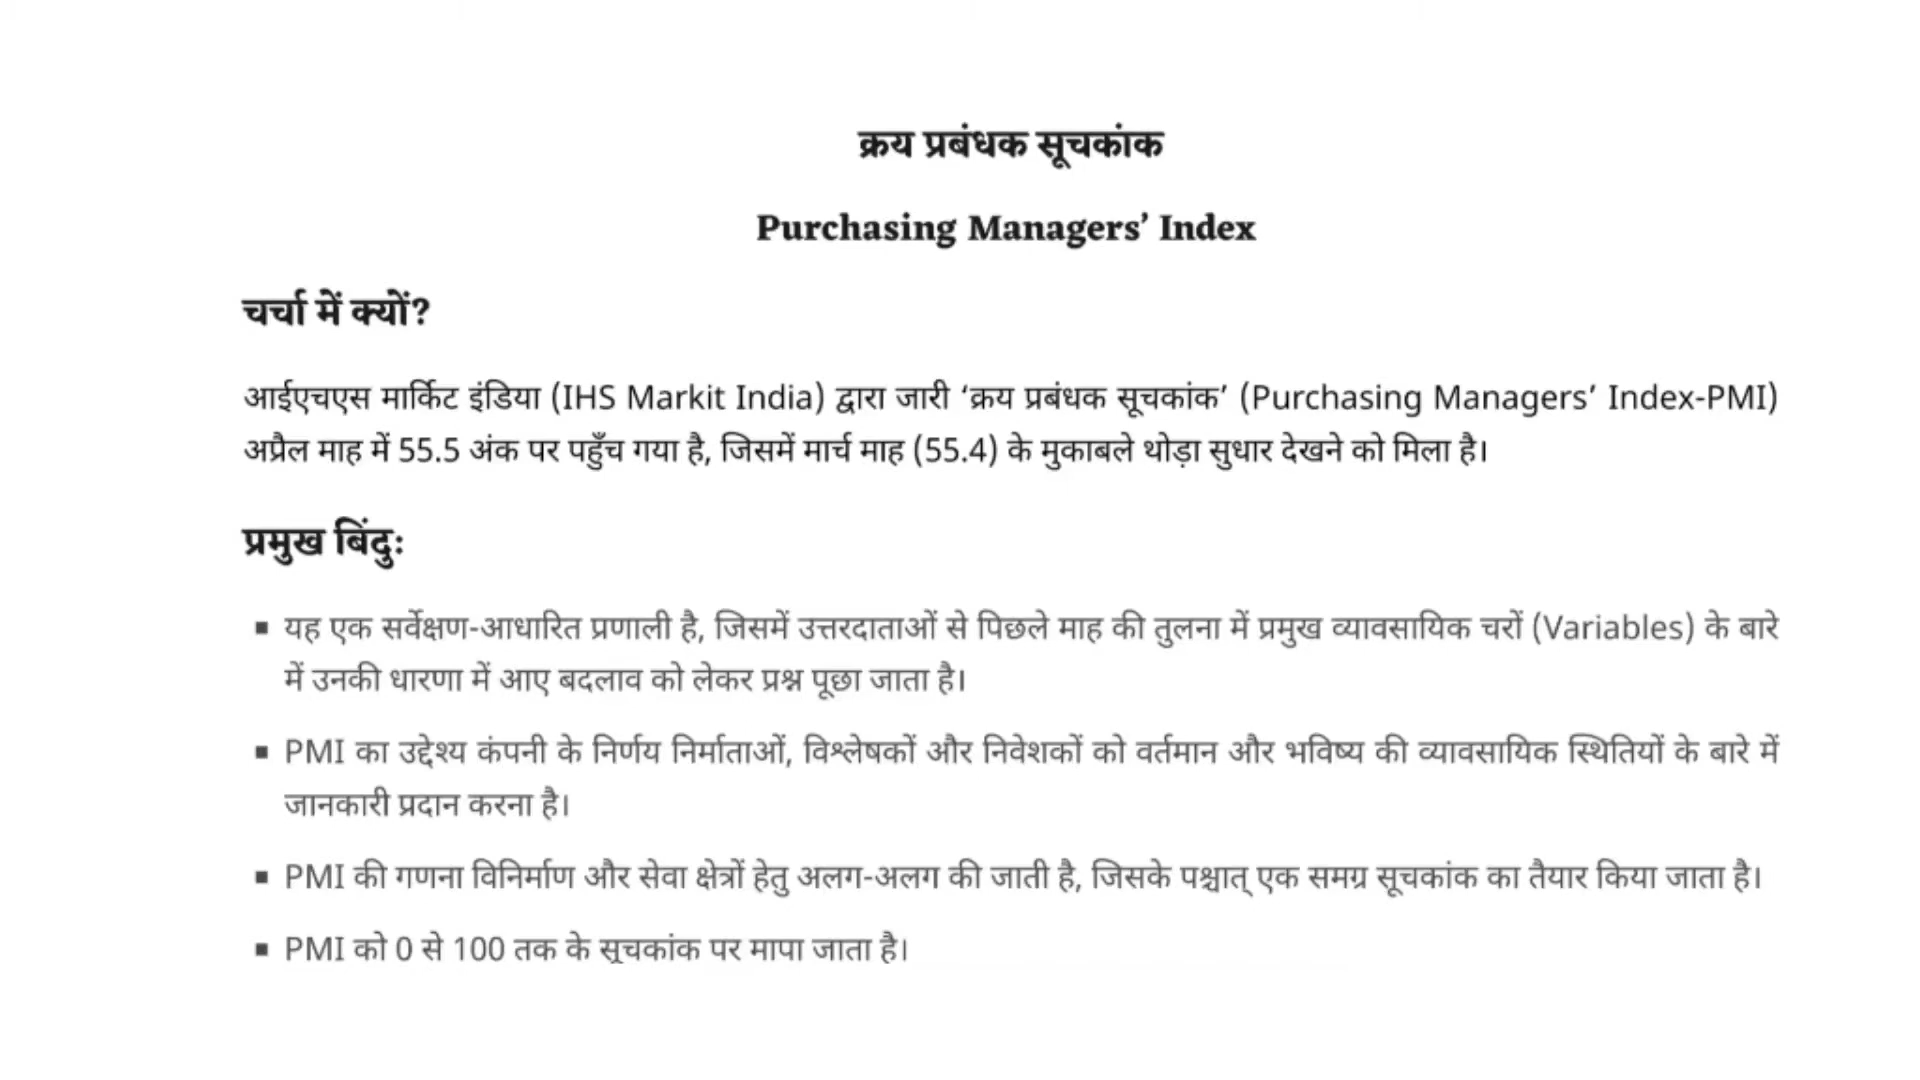 क्रय प्रबंधक सूचकांक
Purchasing Managers’ Index
चर्चा में क्यों?
आईएचएस मार्किट इंडिया (IHS Markit India) द्वारा जारी ‘क्रय प्रबंधक सूचकांक’ (Purchasing Managers’ Index-PMI)
अप्रैल माह में 55.5 अंक पर पहुँच गया है, जिसमें मार्च माह (55.4) के मुकाबले थोड़ा सुधार देखने को मिला है।
प्रमुख बिंदुः
▪ यह एक सर्वेक्षण-आधारित प्रणाली है, जिसमें उत्तरदाताओं से पिछले माह की तुलना में प्रमुख व्यावसायिक चरों (Variables) के बारे
में उनकी धारणा में आए बदलाव को लेकर प्रश्न पूछा जाता है।
▪ PMI का उद्देश्य कंपनी के निर्णय निर्माताओं, विश्लेषकों और निवेशकों को वर्तमान और भविष्य की व्यावसायिक स्थितियों के बारे में
जानकारी प्रदान करना है।
▪ PMI की गणना विनिर्माण और सेवा क्षेत्रों हेतु अलग-अलग की जाती है, जिसके पश्चात् एक समग्र सूचकांक का तैयार किया जाता है।
▪ PMI को 0 से 100 तक के सूचकांक पर मापा जाता है।